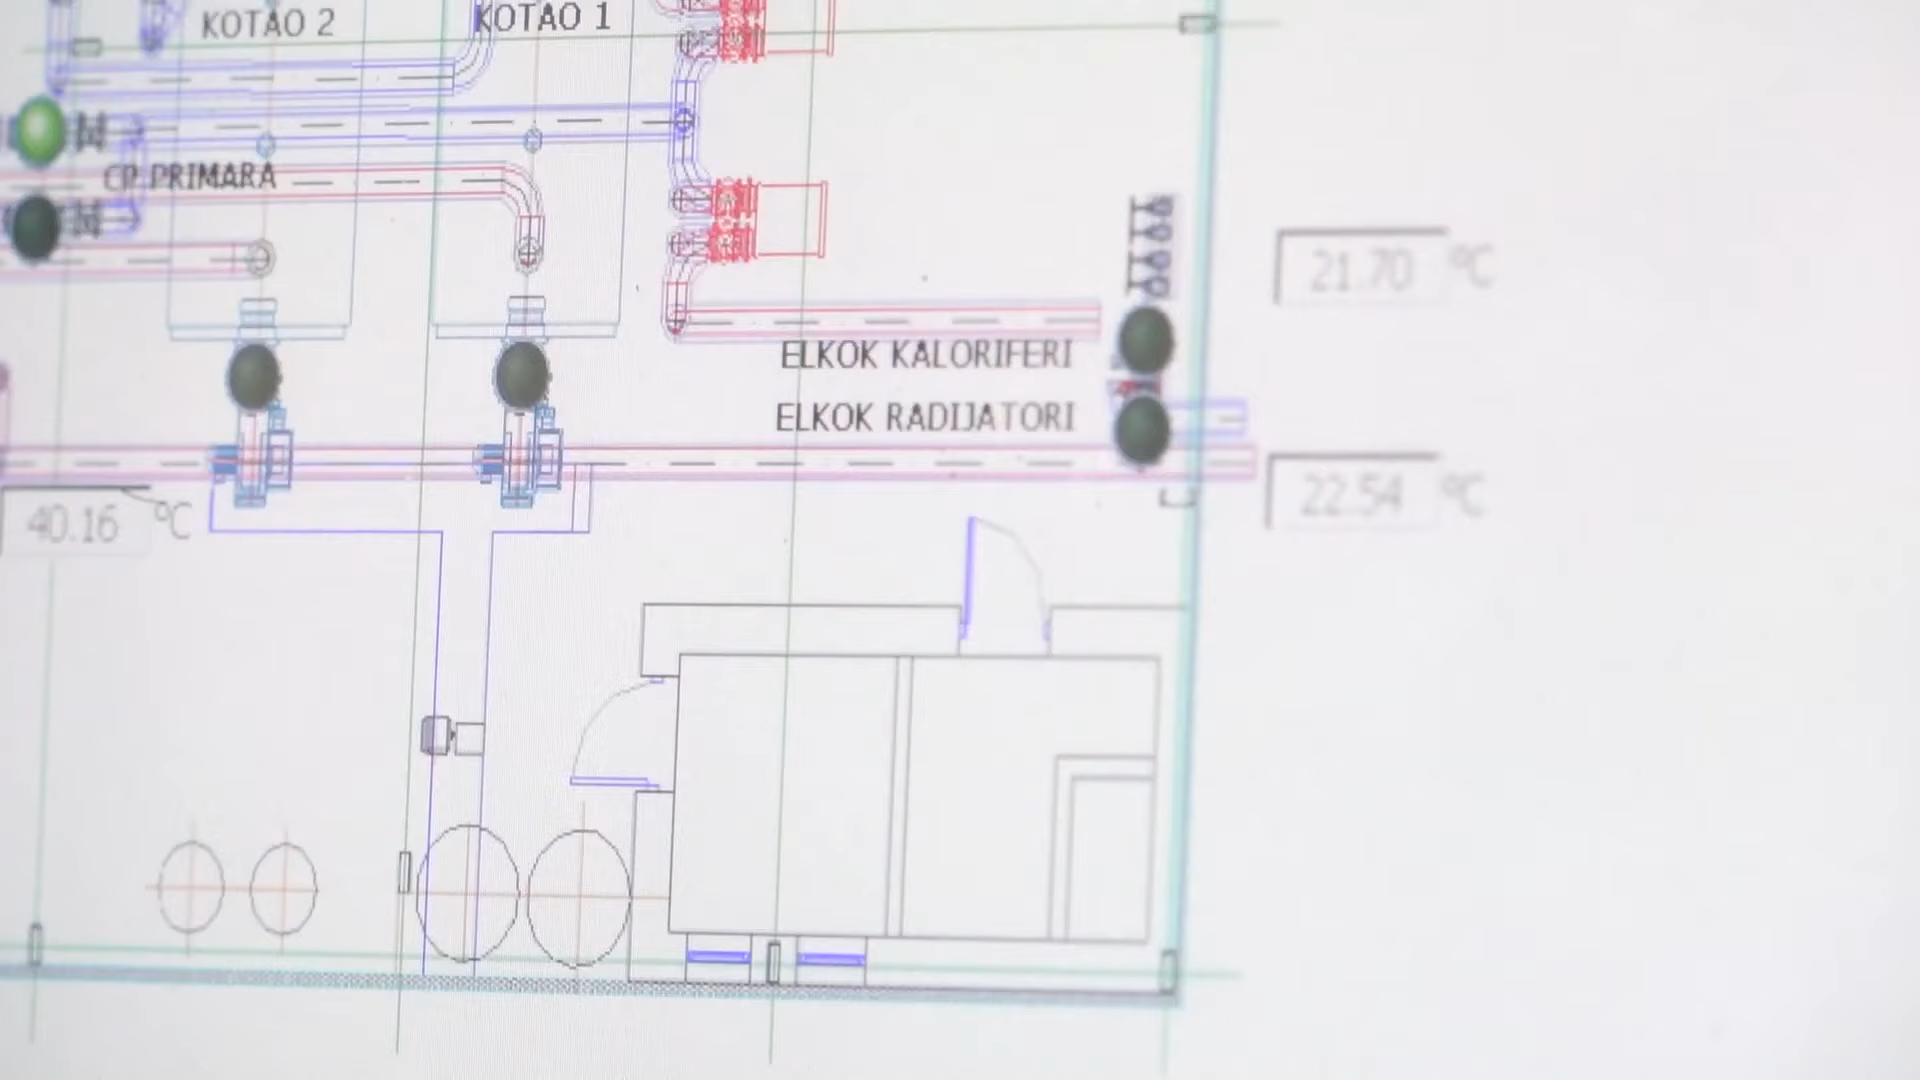 KOTAO 2
KOTAO 1
M
CP PRIMARA
M
21.70 °C
ELKOK KALORIFERI
ELKOK RADIJATORI
22.54 °C
40.16 °C